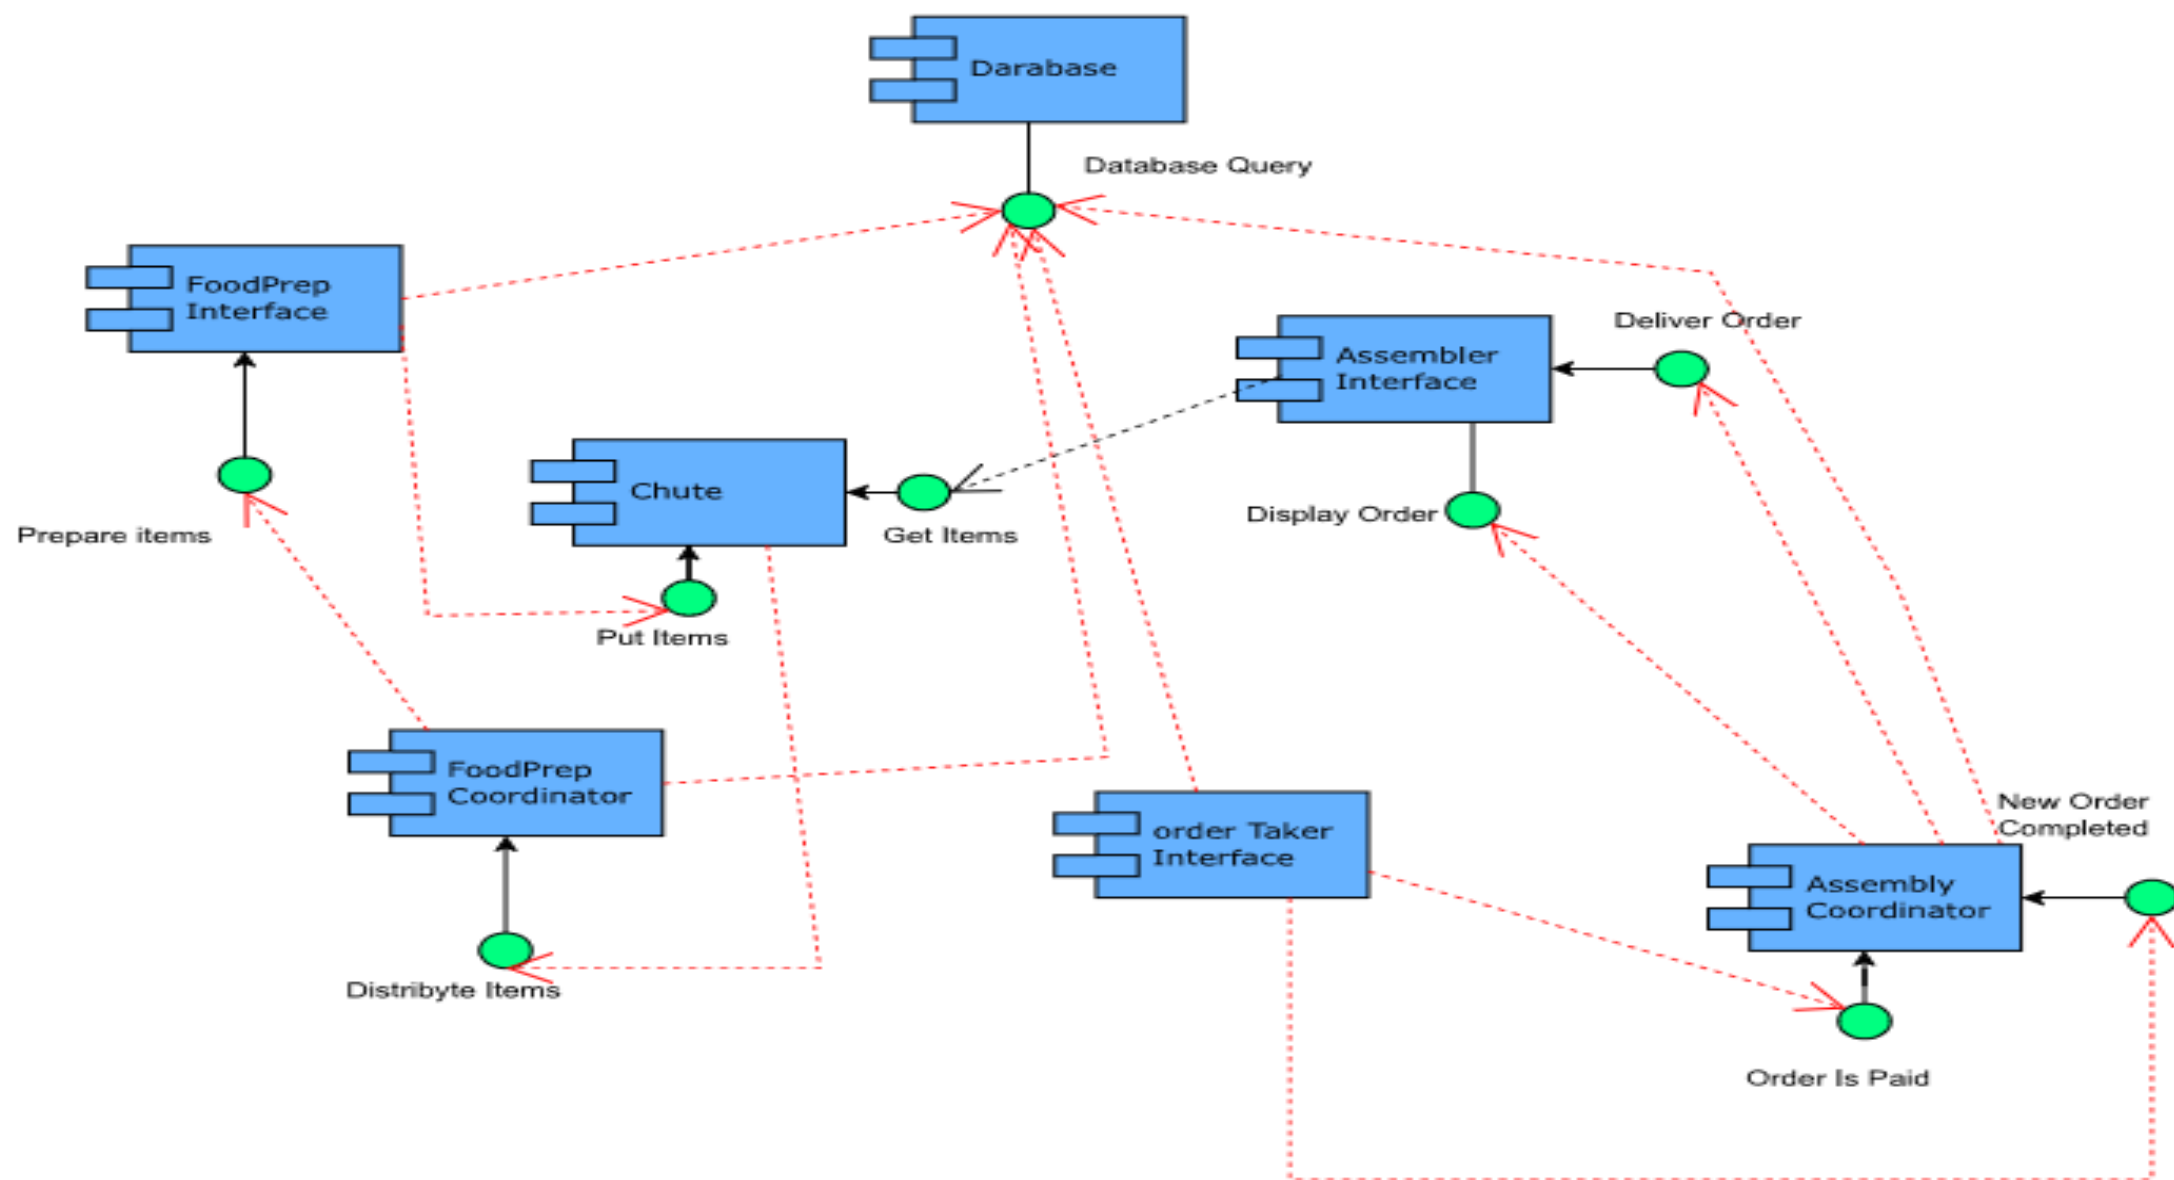 Darabase
Database Query
FoodPrep
Interface
Deliver Order
Assembler
Interface
Chute
Display Order
Prepare items
Get Items
Put Items
FoodPrep
Coordinator
order Taker
Interface
New Order
Completed
Assembly
Coordinator
Distribyte Items
Order Is Paid